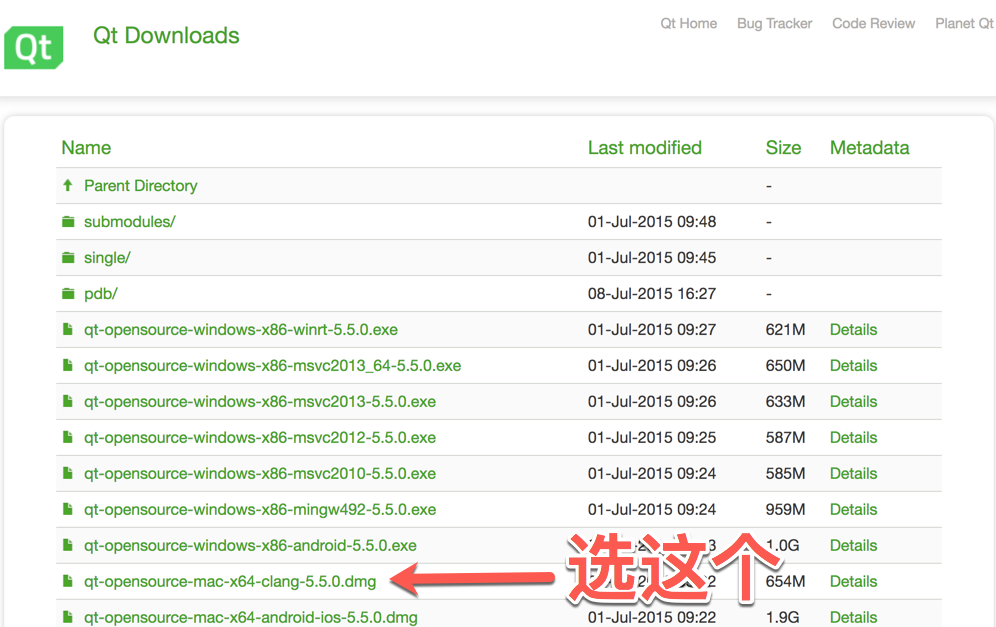 Qt
Qt Downloads
Qt Home Bug Tracker Code Review Planet Qt
Name Last modified Size Metadata
Parent Directory -
submodules/ 01-Jul-2015 09:48 -
single/ 01-Jul-2015 09:45 -
pdb/ 08-Jul-2015 16:27 -
qt-opensource-windows-x86-winrt-5.5.0.exe 01-Jul-2015 09:27 621M Details
qt-opensource-windows-x86-msvc2013_64-5.5.0.exe 01-Jul-2015 09:26 650M Details
qt-opensource-windows-x86-msvc2013-5.5.0.exe 01-Jul-2015 09:26 633M Details
qt-opensource-windows-x86-msvc2012-5.5.0.exe 01-Jul-2015 09:25 587M Details
qt-opensource-windows-x86-msvc2010-5.5.0.exe 01-Jul-2015 09:24 585M Details
qt-opensource-windows-x86-mingw492-5.5.0.exe 01-Jul-2015 09:24 959M Details
qt-opensource-windows-x86-android-5.5.0.exe 1.0G Details
选这个
qt-opensource-mac-x64-clang-5.5.0.dmg 654M Details
qt-opensource-mac-x64-android-ios-5.5.0.dmg 01-Jul-2015 09:22 1.9G Details